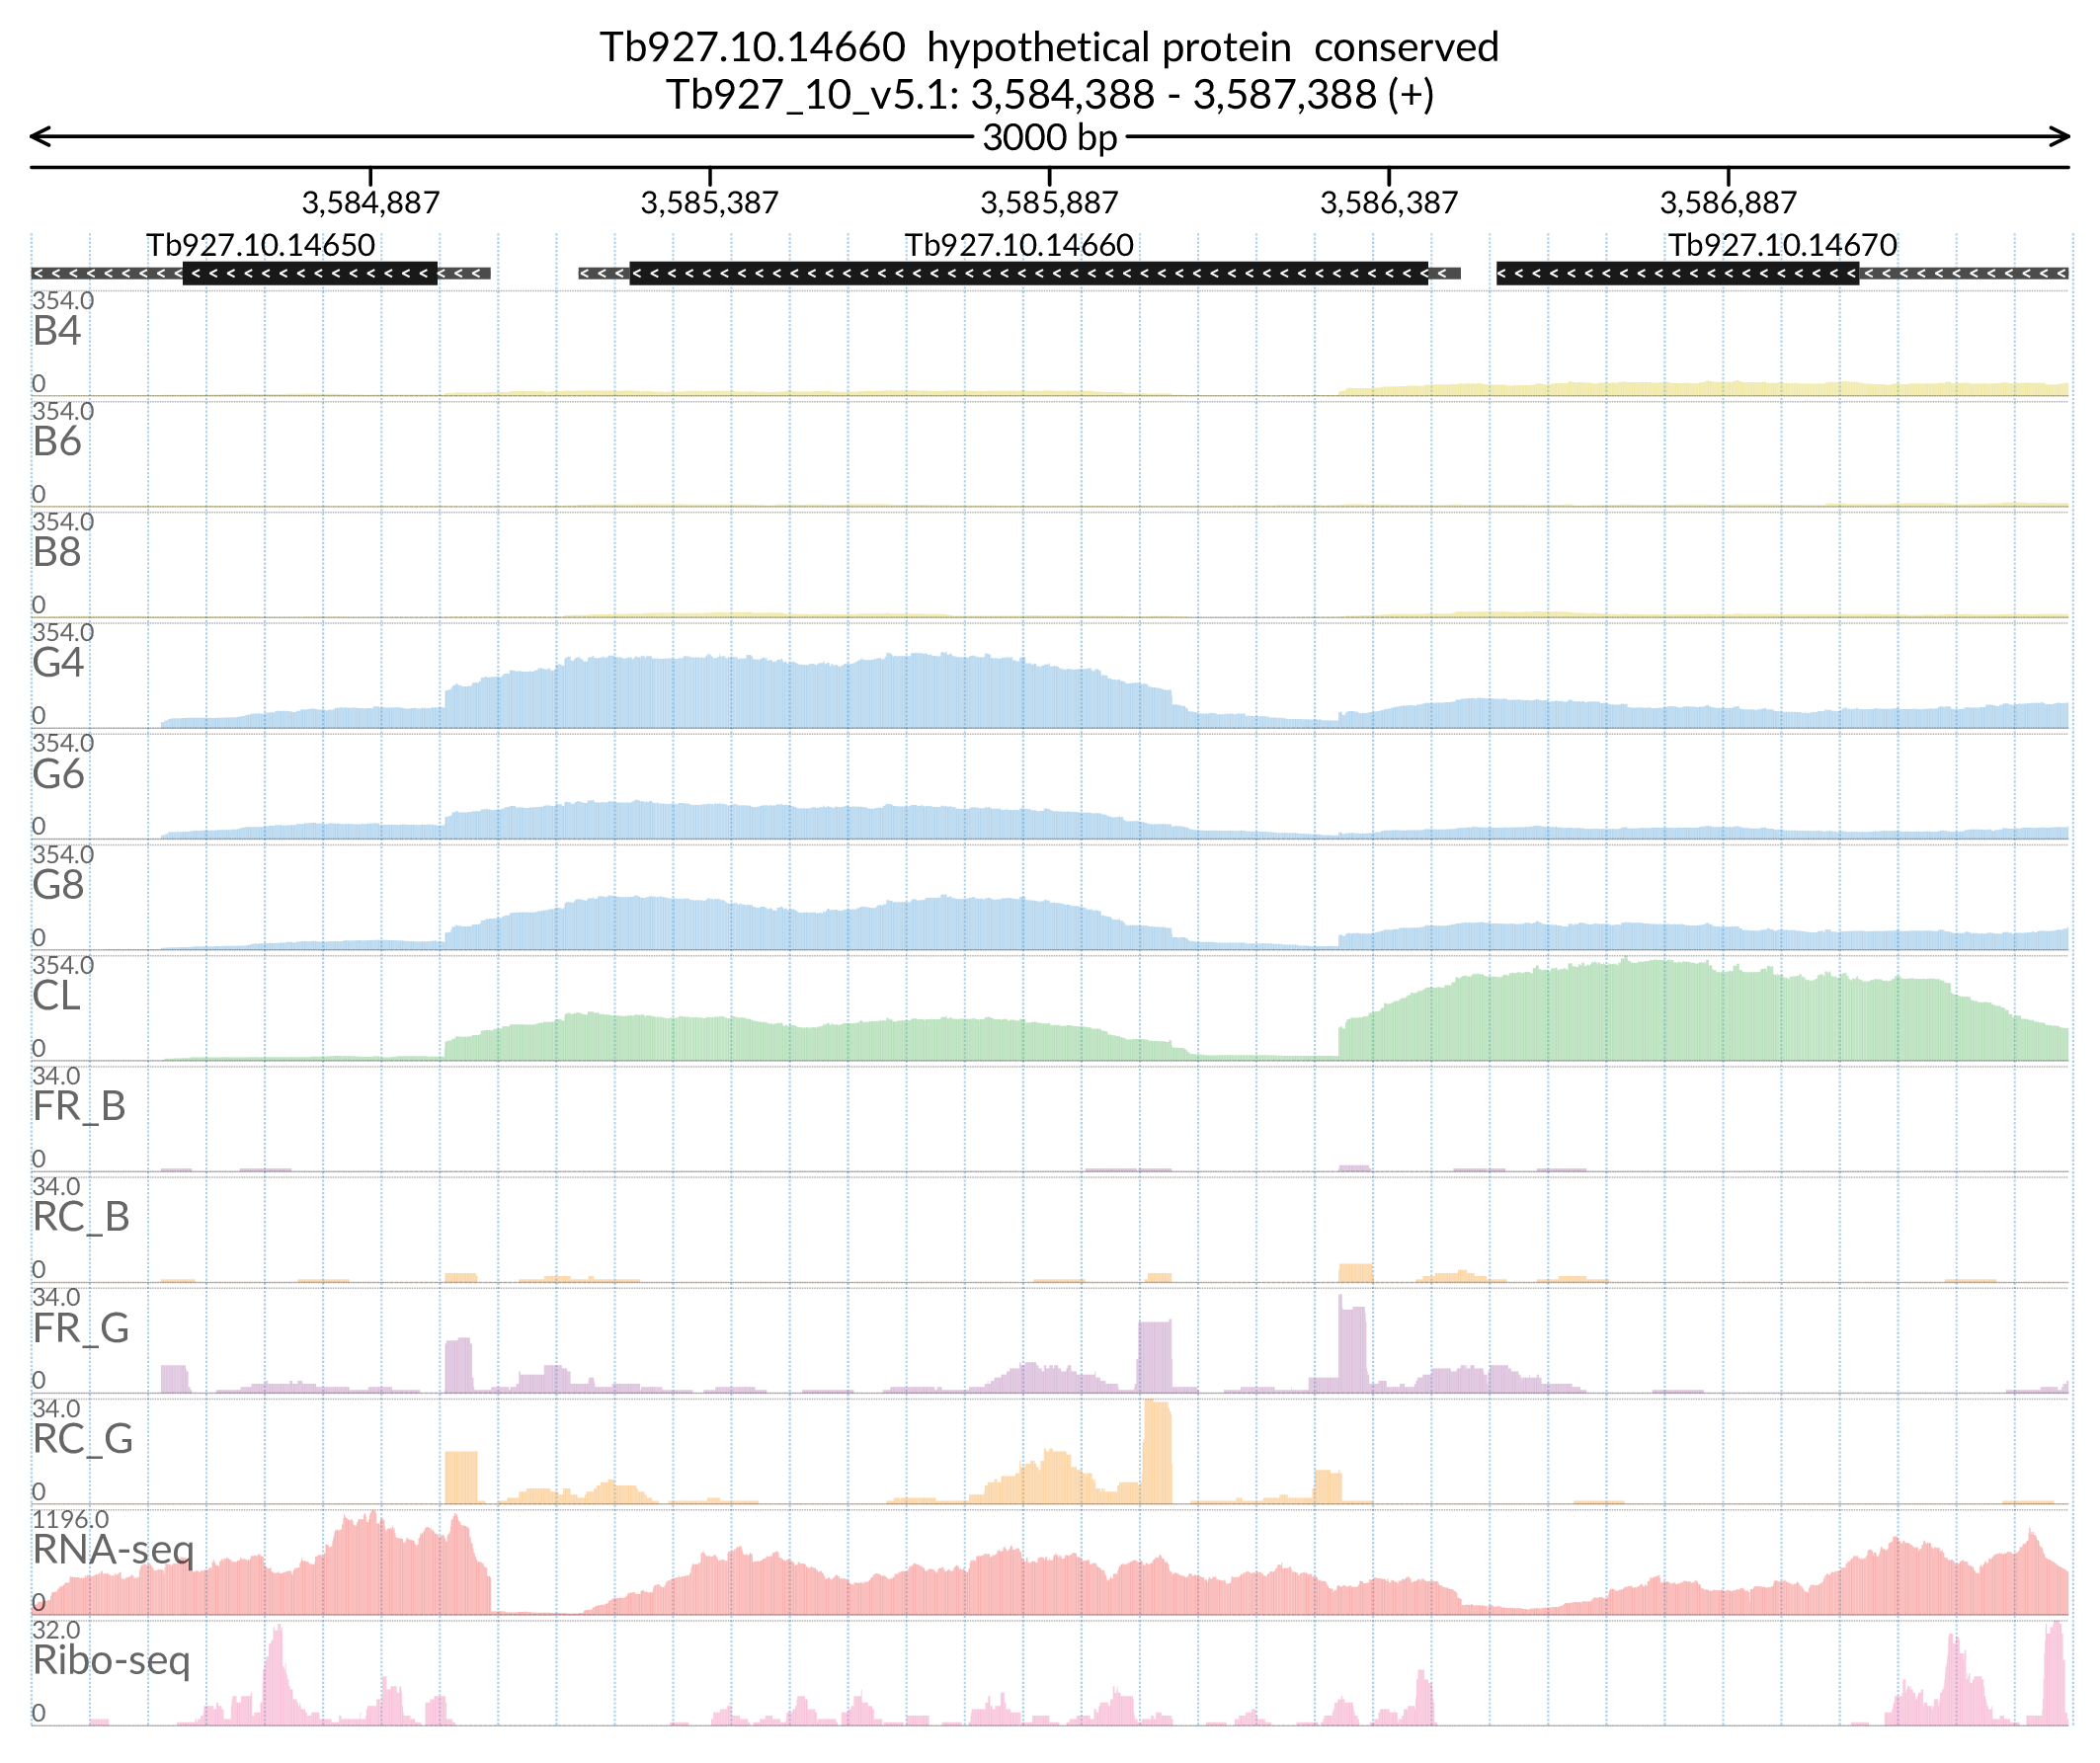 Tb927.10.14660  hypothetical protein  conserved
Tb927_10_v5.1: 3,584,388 - 3,587,388 (+)
3000 bp
3,584,887 3,585,387 3,585,887 3,586,387 3,586,887
Tb927.10.14650 Tb927.10.14660 Tb927.10.14670
354.0
B4
0
354.0
B6
0
354.0
B8
0
354.0
G4
0
354.0
G6
0
354.0
G8
0
354.0
CL
0
34.0
FR_B
0
34.0
RC_B
0
34.0
FR_G
0
34.0
RC_G
0
1196.0
RNA-seq
0
32.0
Ribo-seq
0